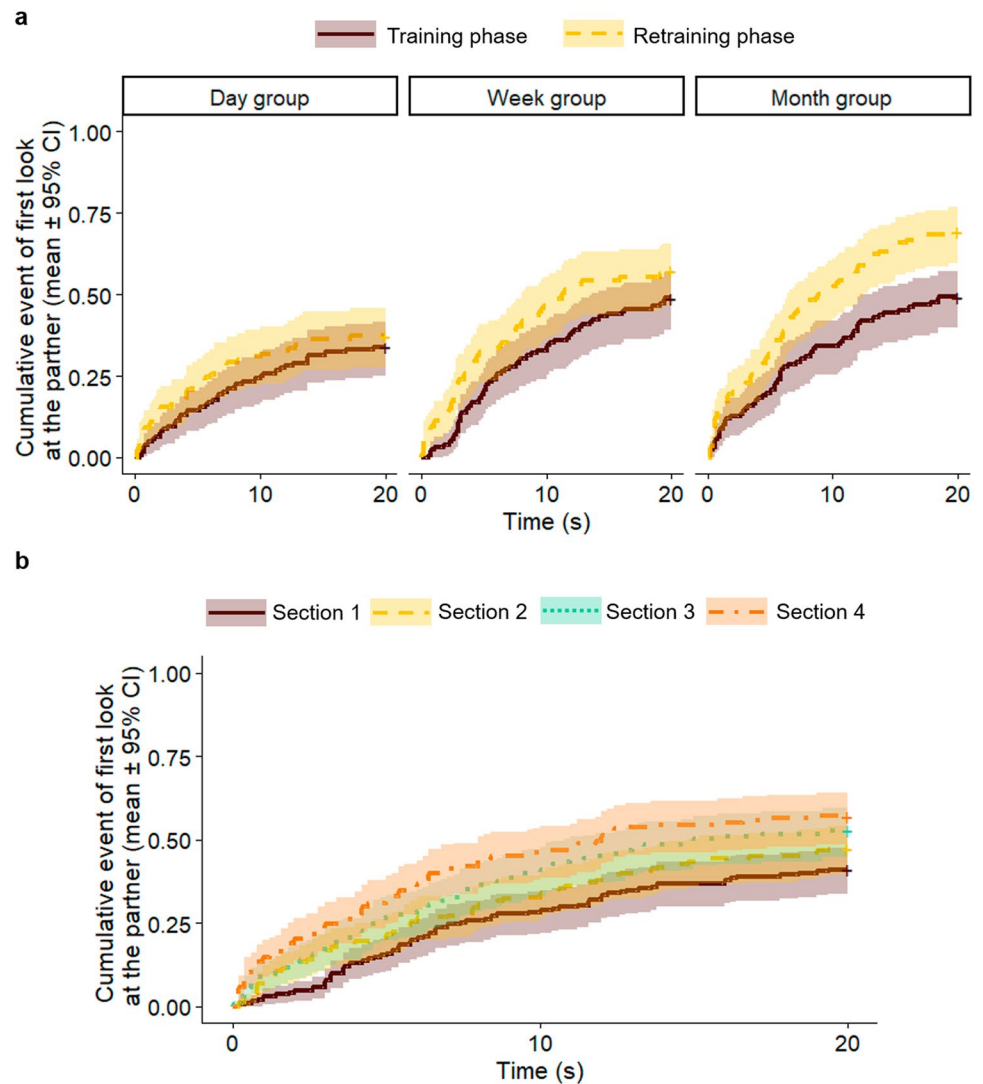 a
Training phase Retraining phase
Day group Week group Month group
Cumulative event of first look
at the partner (mean ± 95% CI)
1.00
0.75
0.50
0.25
0.00
0 10 20 0 10 20 0 10 20
Time (s)
b
Section 1 Section 2 Section 3 Section 4
Cumulative event of first look
at the partner (mean ± 95% CI)
1.00
0.75
0.50
0.25
0.00
0 10 20
Time (s)